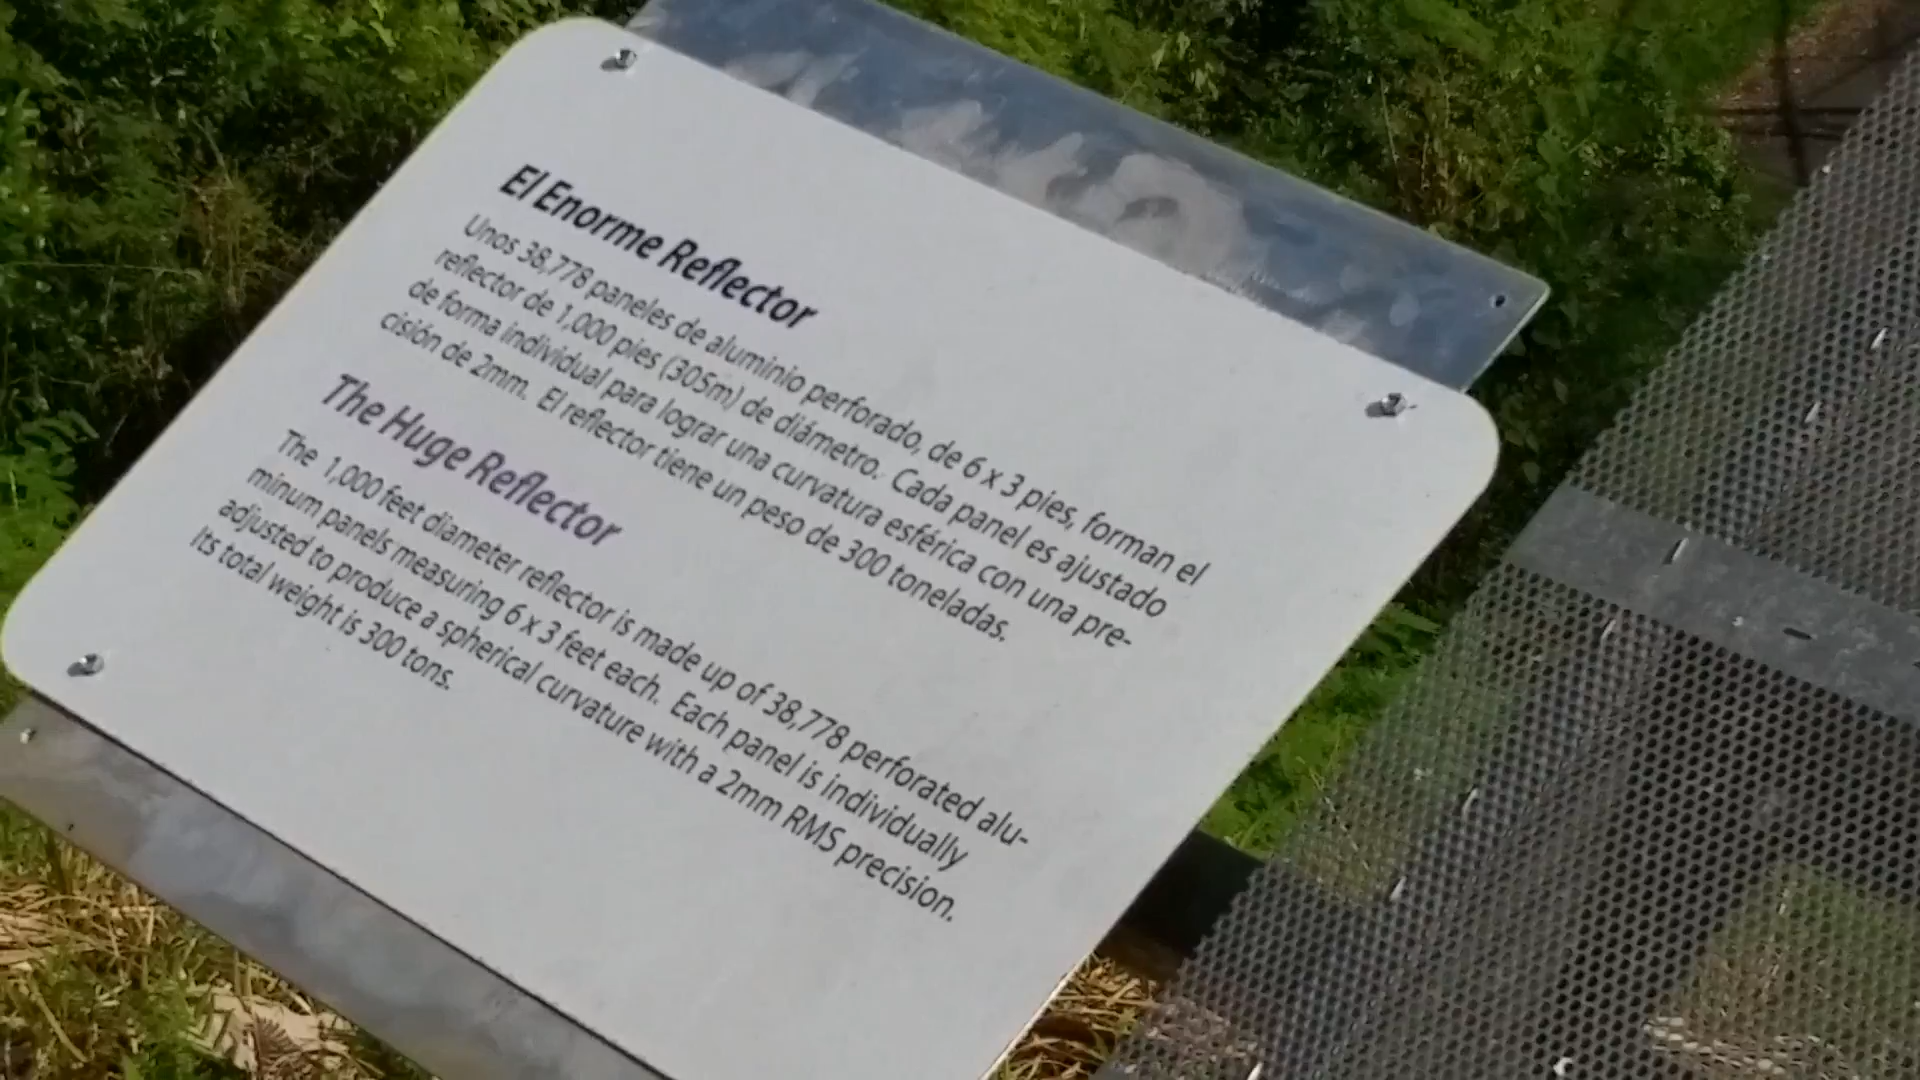 El Enorme Reflector
Unos 38,778 paneles de aluminio perforado, de 6 x 3 pies, forman el
reflector de 1,000 pies (305m) de diámetro. Cada panel es ajustado
de forma individual para lograr una curvatura esférica con una pre-
cisión de 2mm. El reflector tiene un peso de 300 toneladas.
The Huge Reflector
The 1,000 feet diameter reflector is made up of 38,778 perforated alu-
minum panels measuring 6 x 3 feet each. Each panel is individually
adjusted to produce a spherical curvature with a 2mm RMS precision.
Its total weight is 300 tons.